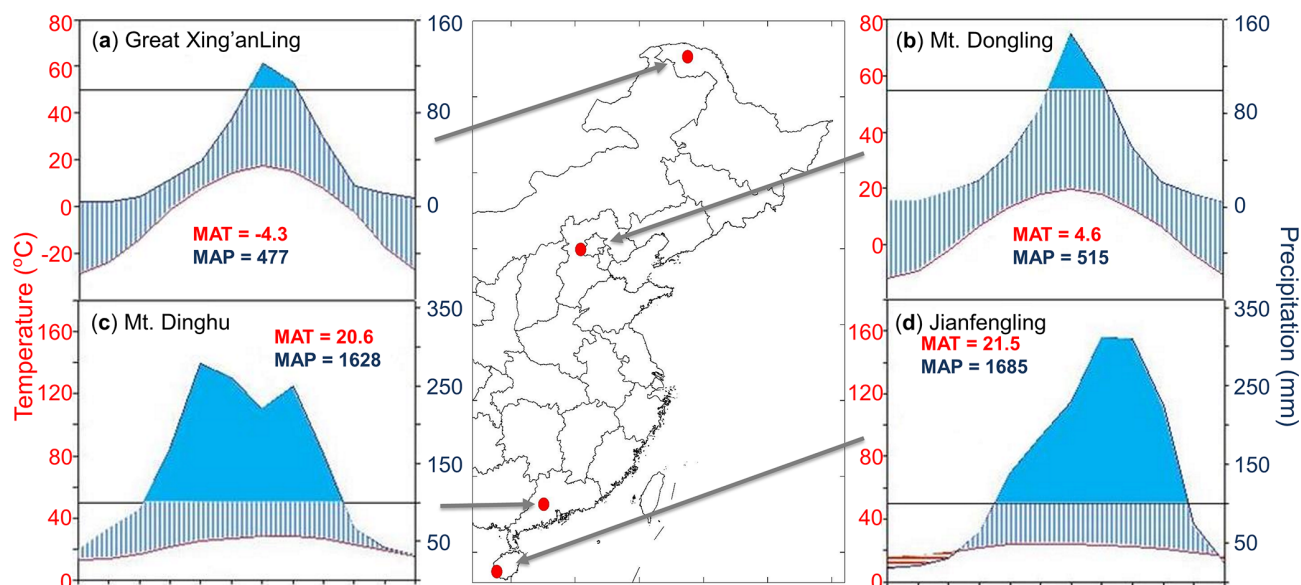 (a) Great Xing'anLing
80
60
40
20
0
-20
160
80
0
MAT = -4.3
MAP = 477
(b) Mt. Dongling
80
60
40
20
0
160
80
0
MAT = 4.6
MAP = 515
(c) Mt. Dinghu
160
120
80
40
0
350
250
150
50
MAT = 20.6
MAP = 1628
(d) Jianfengling
160
120
80
40
0
350
250
150
50
MAT = 21.5
MAP = 1685
Temperature (°C)
Precipitation (mm)